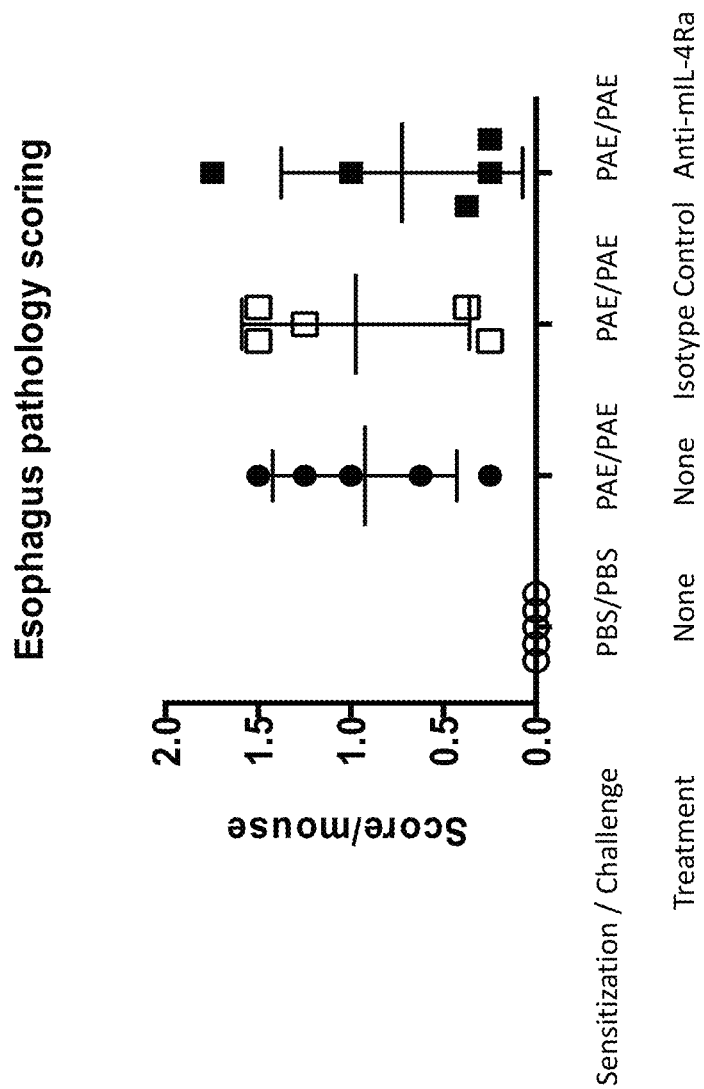 Esophagus pathology scoring
Score/mouse
2.0
1.5
1.0
0.5
0.0
Sensitization / Challenge PBS/PBS PAE/PAE PAE/PAE PAE/PAE
Treatment None None Isotype Control Anti-mIL-4Ra